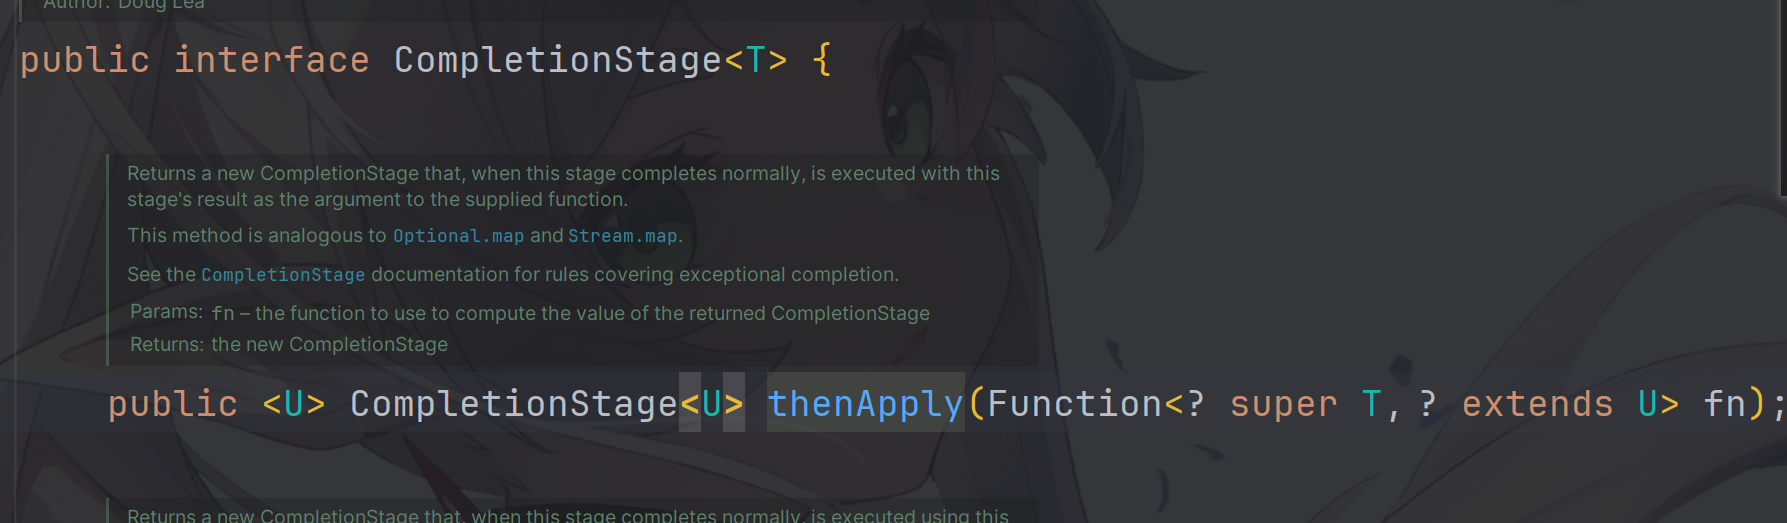 Author: Doug Lea
public interface CompletionStage<T> {
Returns a new CompletionStage that, when this stage completes normally, is executed with this
stage's result as the argument to the supplied function.
This method is analogous to Optional.map and Stream.map.
See the CompletionStage documentation for rules covering exceptional completion.
Params: fn – the function to use to compute the value of the returned CompletionStage
Returns: the new CompletionStage
public <U> CompletionStage<U> thenApply(Function<? super T, ? extends U> fn);
Returns a new CompletionStage that, when this stage completes normally, is executed using this